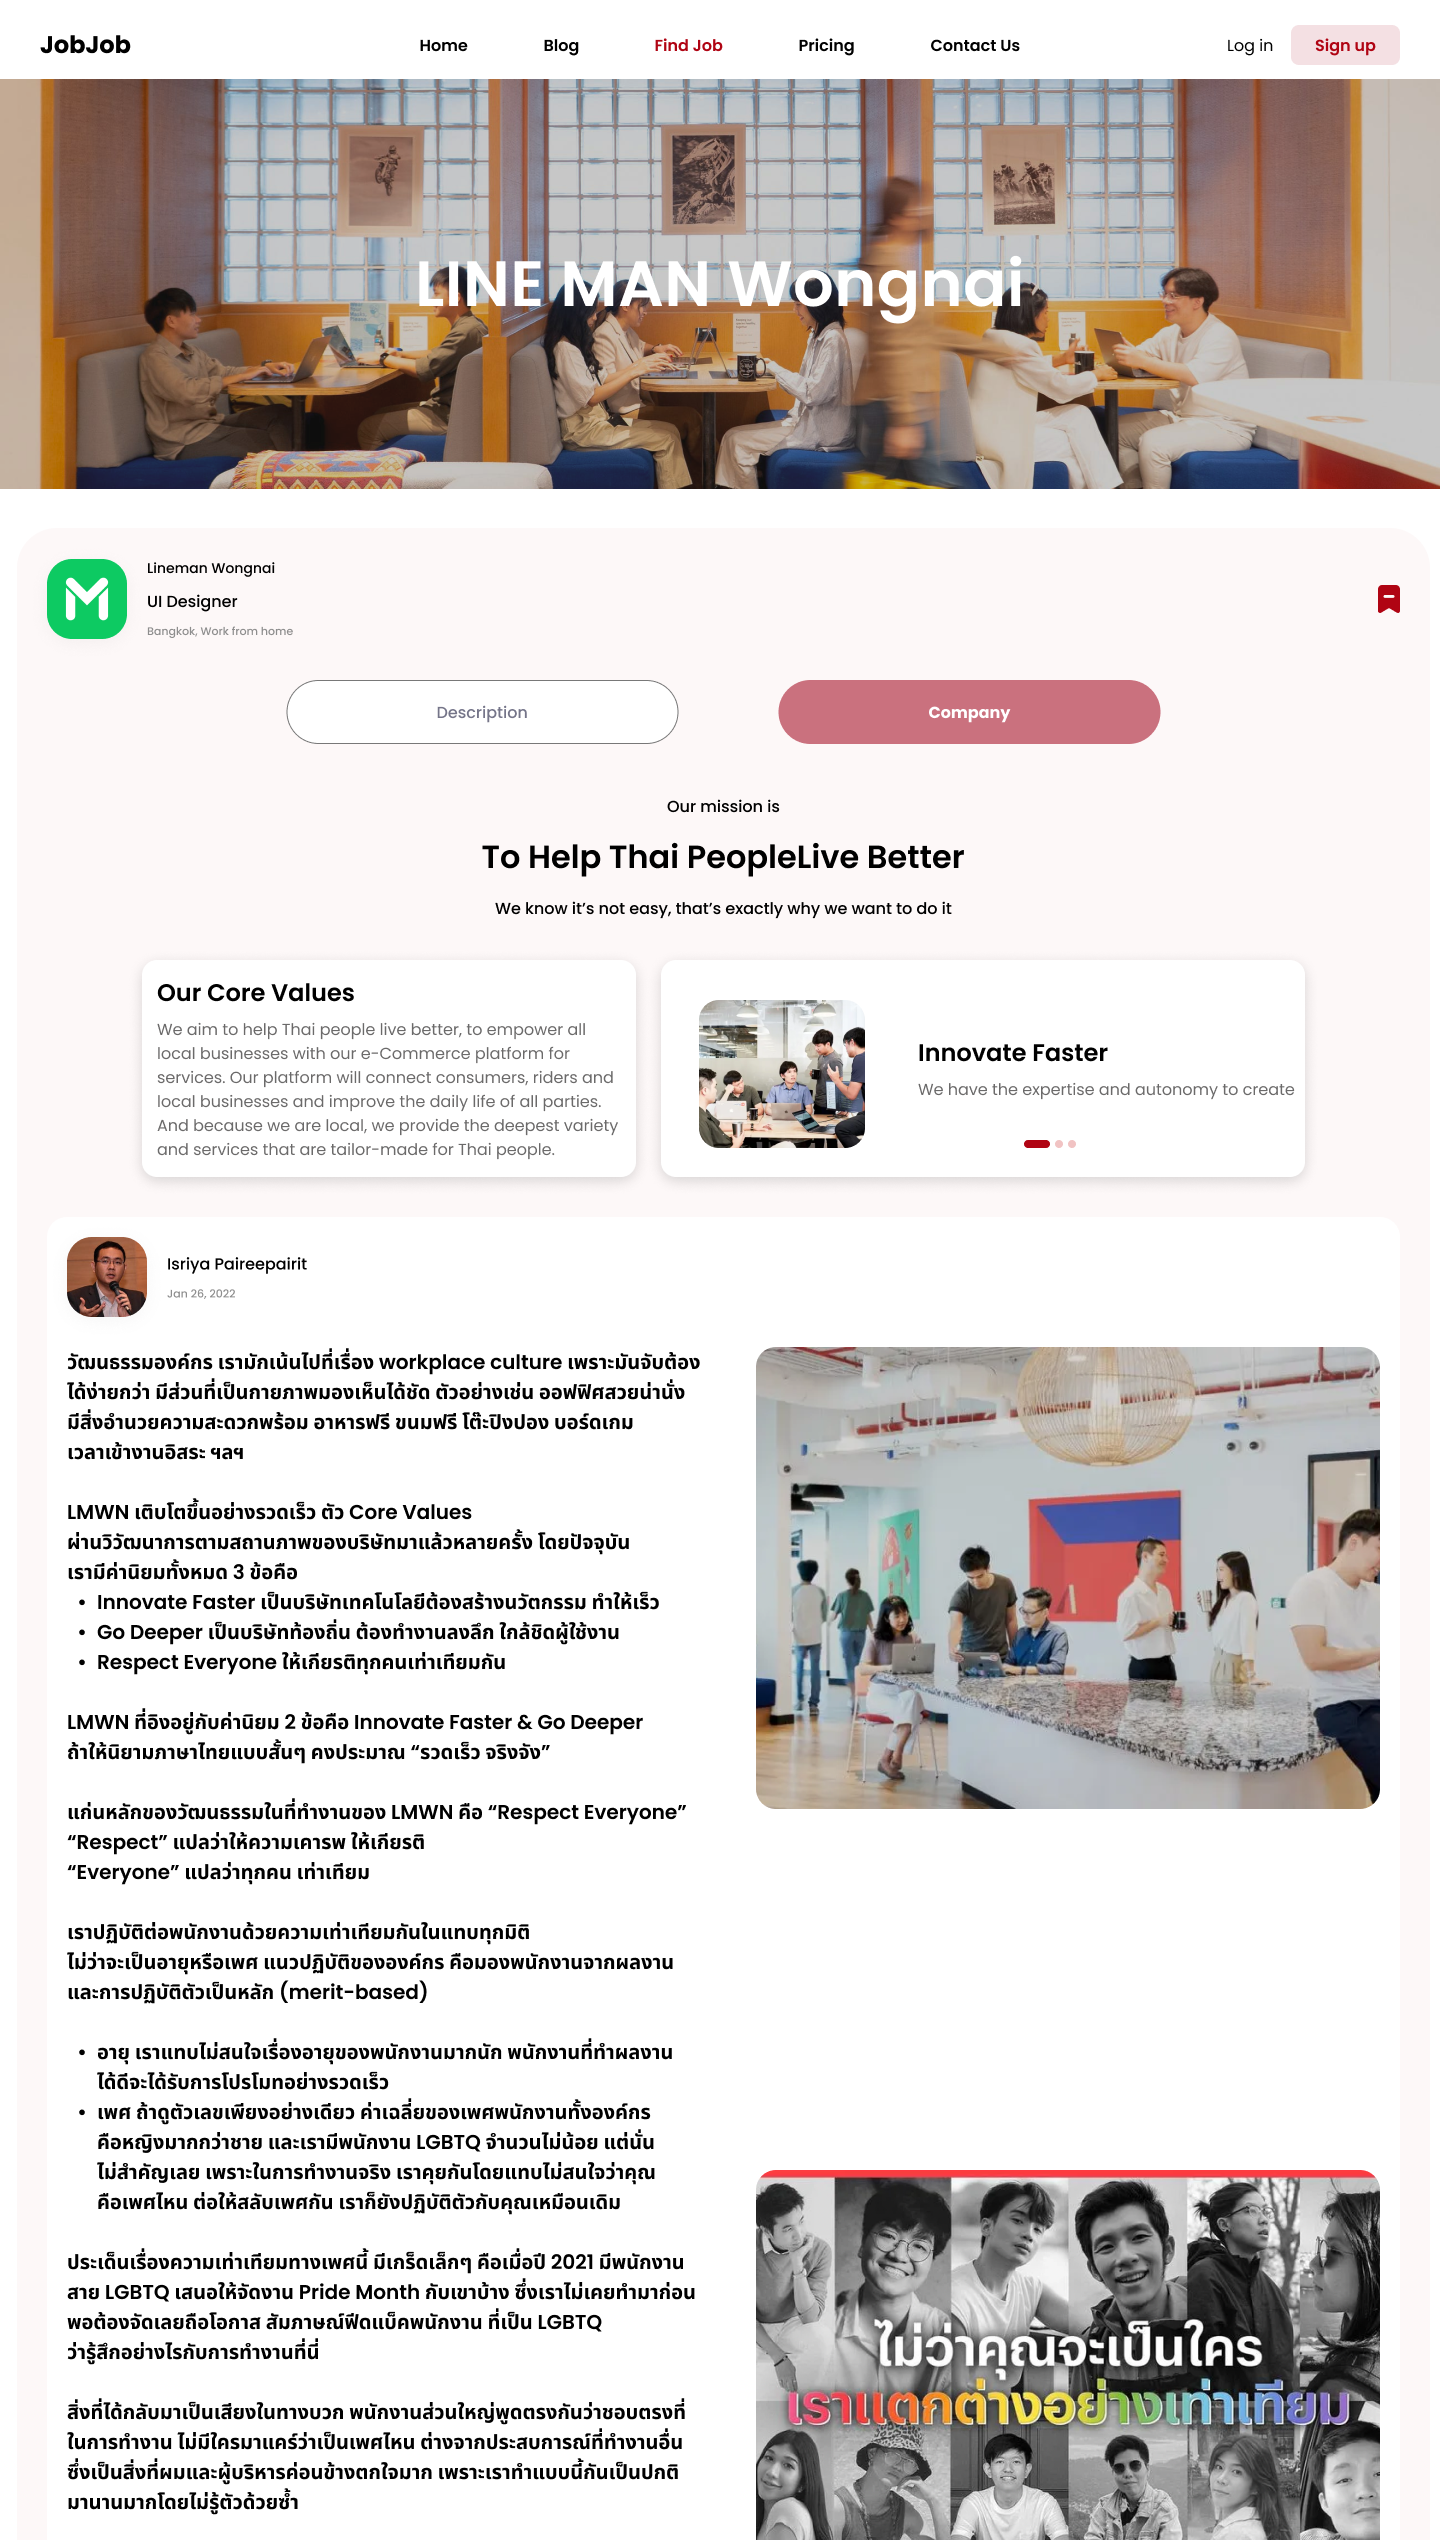 JobJob
Home
Blog
Find Job
Pricing
Contact Us
Log in
Sign up
LINE MAN Wongnai
Lineman Wongnai
UI Designer
Bangkok, Work from home
Description
Company
Our mission is
To Help Thai PeopleLive Better
We know it’s not easy, that’s exactly why we want to do it
Our Core Values
We aim to help Thai people live better, to empower all
local businesses with our e-Commerce platform for
services. Our platform will connect consumers, riders and
local businesses and improve the daily life of all parties.
And because we are local, we provide the deepest variety
and services that are tailor-made for Thai people.
Innovate Faster
We have the expertise and autonomy to create
Isriya Paireepairit
Jan 26, 2022
วัฒนธรรมองค์กร เรามักเน้นไปที่เรื่อง workplace culture เพราะมันจับต้อง
ได้ง่ายกว่า มีส่วนที่เป็นกายภาพมองเห็นได้ชัด ตัวอย่างเช่น ออฟฟิศสวยน่านั่ง
มีสิ่งอำนวยความสะดวกพร้อม อาหารฟรี ขนมฟรี โต๊ะปิงปอง บอร์ดเกม
เวลาเข้างานอิสระ ฯลฯ
LMWN เติบโตขึ้นอย่างรวดเร็ว ตัว Core Values
ผ่านวิวัฒนาการตามสถานภาพของบริษัทมาแล้วหลายครั้ง โดยปัจจุบัน
เรามีค่านิยมทั้งหมด 3 ข้อคือ
• Innovate Faster เป็นบริษัทเทคโนโลยีต้องสร้างนวัตกรรม ทำให้เร็ว
• Go Deeper เป็นบริษัทท้องถิ่น ต้องทำงานลงลึก ใกล้ชิดผู้ใช้งาน
• Respect Everyone ให้เกียรติทุกคนเท่าเทียมกัน
LMWN ที่อิงอยู่กับค่านิยม 2 ข้อคือ Innovate Faster & Go Deeper
ถ้าให้นิยามภาษาไทยแบบสั้นๆ คงประมาณ “รวดเร็ว จริงจัง”
แก่นหลักของวัฒนธรรมในที่ทำงานของ LMWN คือ “Respect Everyone”
“Respect” แปลว่าให้ความเคารพ ให้เกียรติ
“Everyone” แปลว่าทุกคน เท่าเทียม
เราปฏิบัติต่อพนักงานด้วยความเท่าเทียมกันในแทบทุกมิติ
ไม่ว่าจะเป็นอายุหรือเพศ แนวปฏิบัติขององค์กร คือมองพนักงานจากผลงาน
และการปฏิบัติตัวเป็นหลัก (merit-based)
• อายุ เราแทบไม่สนใจเรื่องอายุของพนักงานมากนัก พนักงานที่ทำผลงาน
ได้ดีจะได้รับการโปรโมทอย่างรวดเร็ว
• เพศ ถ้าดูตัวเลขเพียงอย่างเดียว ค่าเฉลี่ยของเพศพนักงานทั้งองค์กร
คือหญิงมากกว่าชาย และเรามีพนักงาน LGBTQ จำนวนไม่น้อย แต่นั่น
ไม่สำคัญเลย เพราะในการทำงานจริง เราคุยกันโดยแทบไม่สนใจว่าคุณ
คือเพศไหน ต่อให้สลับเพศกัน เราก็ยังปฏิบัติตัวกับคุณเหมือนเดิม
ประเด็นเรื่องความเท่าเทียมทางเพศนี้ มีเกร็ดเล็กๆ คือเมื่อปี 2021 มีพนักงาน
สาย LGBTQ เสนอให้จัดงาน Pride Month กับเขาบ้าง ซึ่งเราไม่เคยทำมาก่อน
พอต้องจัดเลยถือโอกาส สัมภาษณ์ฟีดแบ็คพนักงาน ที่เป็น LGBTQ
ว่ารู้สึกอย่างไรกับการทำงานที่นี่
สิ่งที่ได้กลับมาเป็นเสียงในทางบวก พนักงานส่วนใหญ่พูดตรงกันว่าชอบตรงที่
ในการทำงาน ไม่มีใครมาแคร์ว่าเป็นเพศไหน ต่างจากประสบการณ์ที่ทำงานอื่น
ซึ่งเป็นสิ่งที่ผมและผู้บริหารค่อนข้างตกใจมาก เพราะเราทำแบบนี้กันเป็นปกติ
มานานมากโดยไม่รู้ตัวด้วยซ้ำ
ไม่ว่าคุณจะเป็นใคร
เราแตกต่างอย่างเท่าเทียม